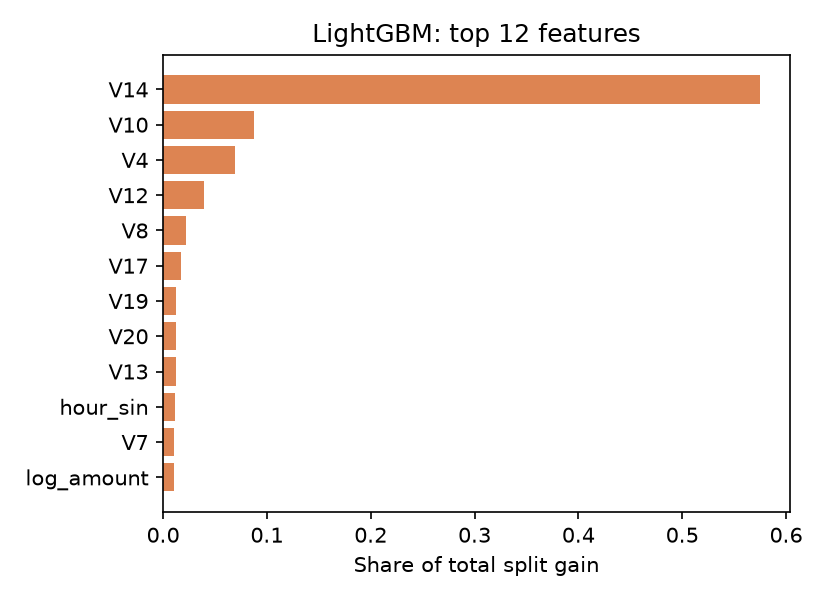 LightGBM: top 12 features
V14
V10
V4
V12
V8
V17
V19
V20
V13
hour_sin
V7
log_amount
0.0 0.1 0.2 0.3 0.4 0.5 0.6
Share of total split gain